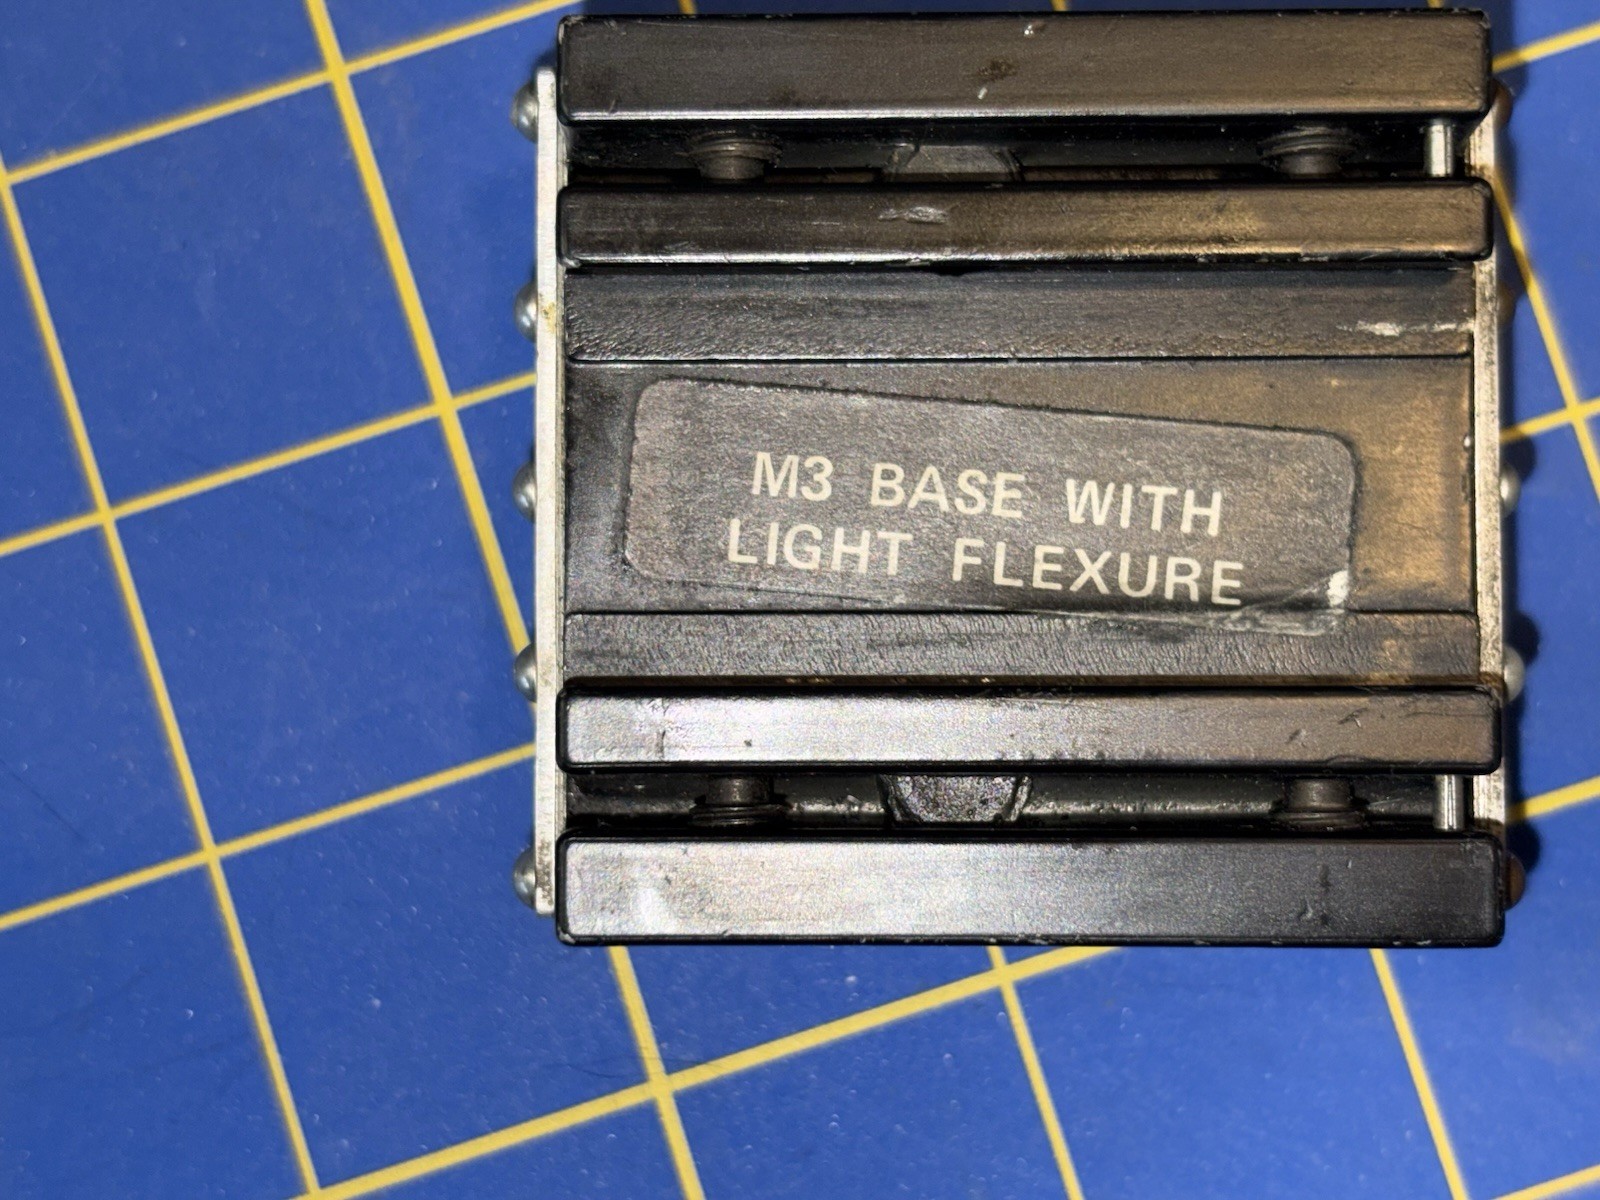 M3 BASE WITH
LIGHT FLEXURE